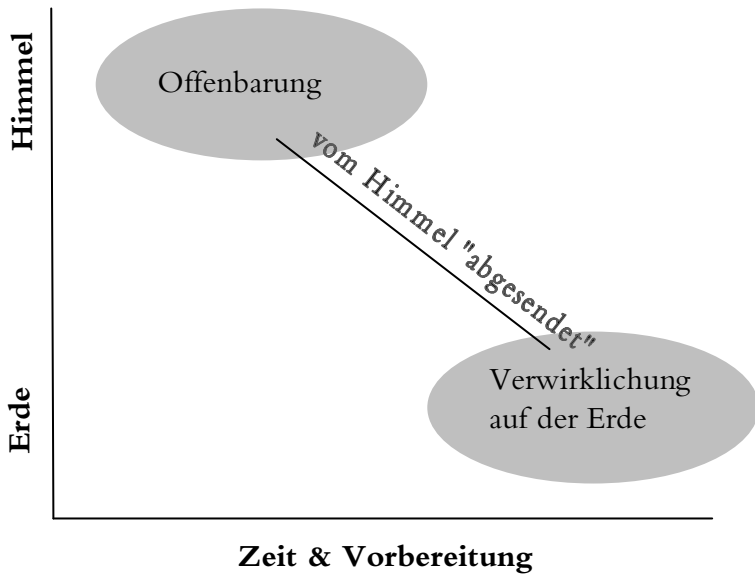 Himmel
Offenbarung
vom Himmel "abgesendet"
Verwirklichung
auf der Erde
Erde
Zeit & Vorbereitung